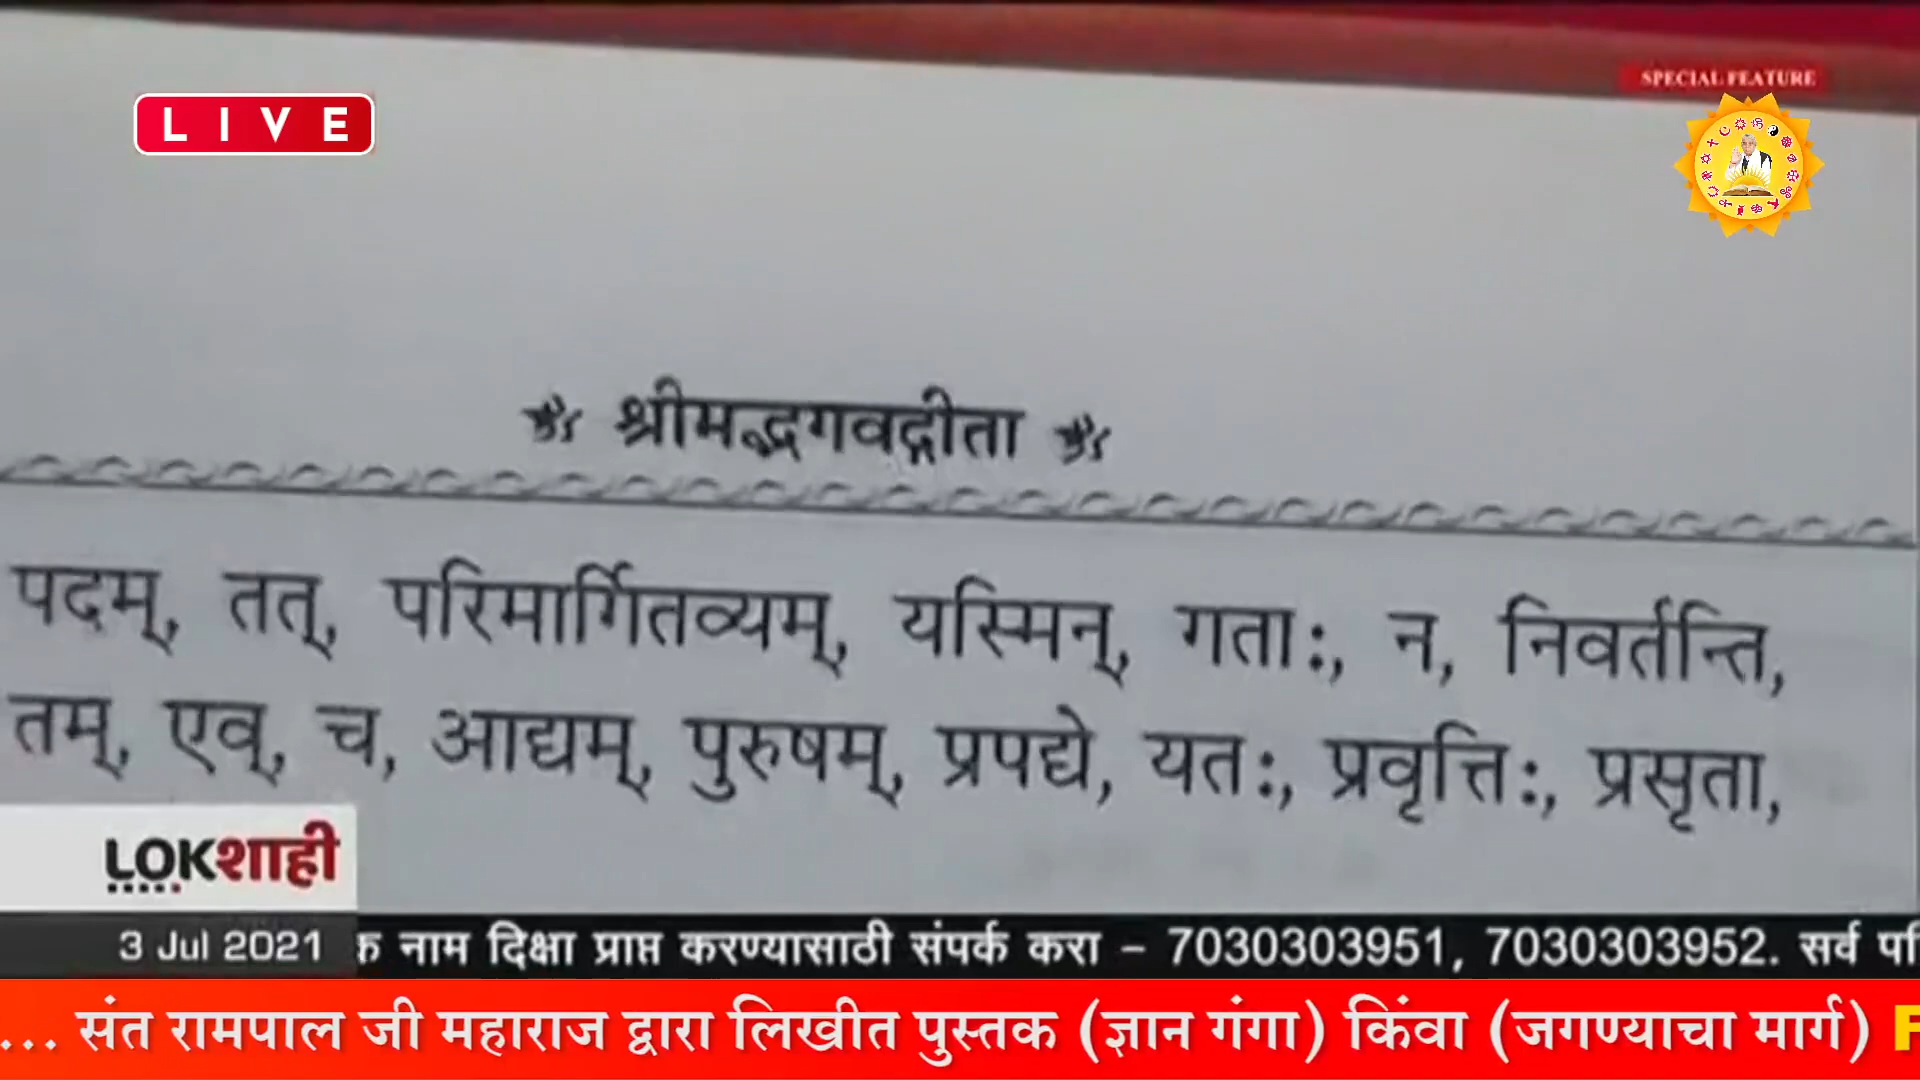 SPECIAL FEATURE
LIVE
श्रीमद्भगवद्गीता
पदम्, तत्, परिमार्गितव्यम्, यस्मिन्, गताः, न, निवर्तन्ति,
तम्, एव्, च, आद्यम्, पुरुषम्, प्रपद्ये, यतः, प्रवृत्तिः, प्रसृता,
LOKशाही
3 Jul 2021 क नाम दिक्षा प्राप्त करण्यासाठी संपर्क करा - 7030303951, 7030303952. सर्व
... संत रामपाल जी महाराज द्वारा लिखीत पुस्तक (ज्ञान गंगा) किंवा (जगण्याचा मार्ग) F